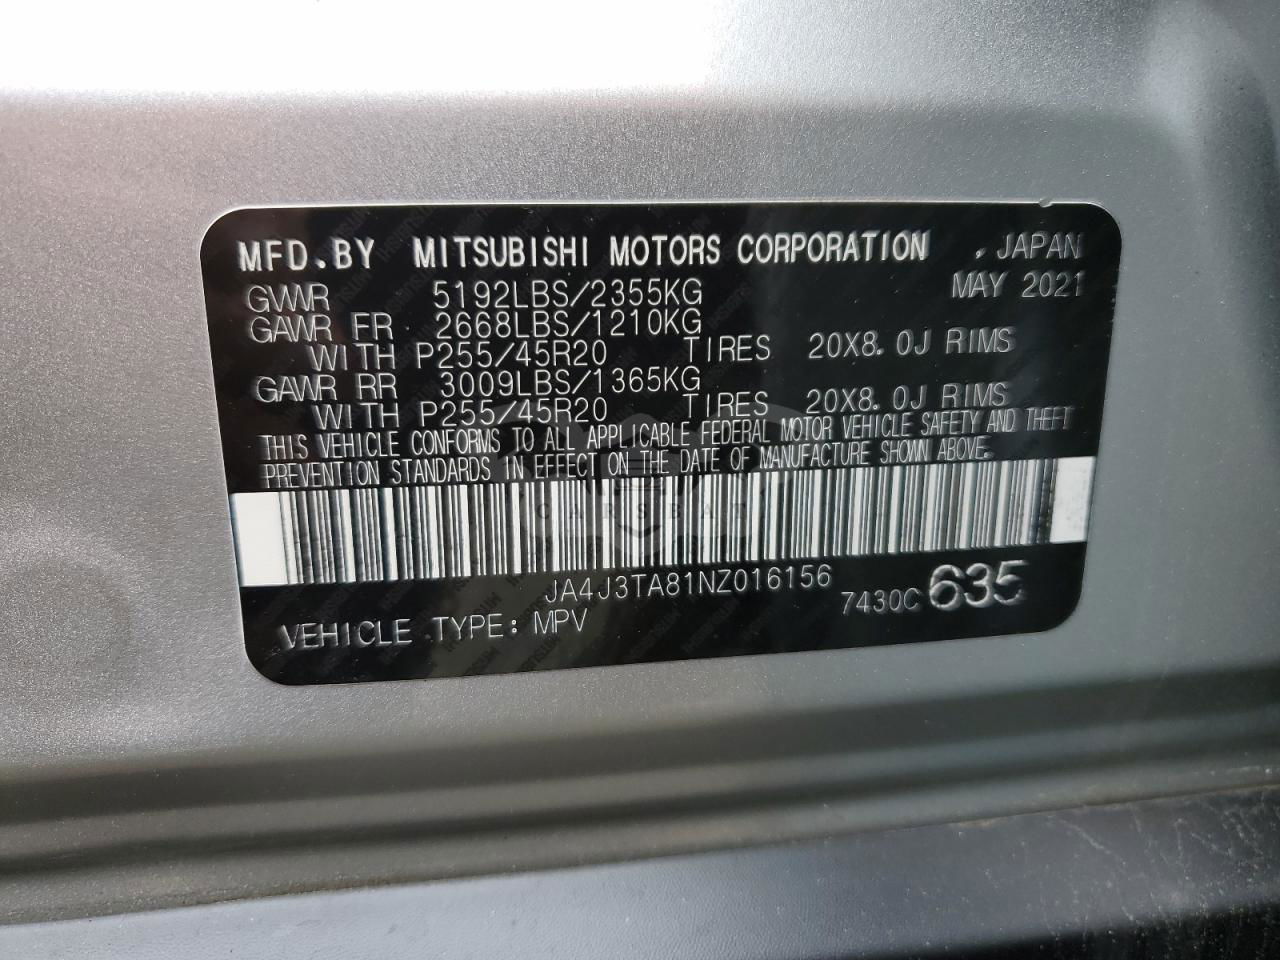 MFD.BY MITSUBISHI MOTORS CORPORATION . JAPAN
GVWR 5192LBS/2355KG MAY 2021
GAWR FR 2668LBS/1210KG
WITH P255/45R20 TIRES 20X8.0J RIMS
GAWR RR 3009LBS/1365KG
WITH P255/45R20 TIRES 20X8.0J RIMS
THIS VEHICLE CONFORMS TO ALL APPLICABLE FEDERAL MOTOR VEHICLE SAFETY AND THEFT
PREVENTION STANDARDS IN EFFECT ON THE DATE OF MANUFACTURE SHOWN ABOVE.
CARSBAT
JA4J3TA81NZ016156 7430C 635
VEHICLE TYPE: MPV